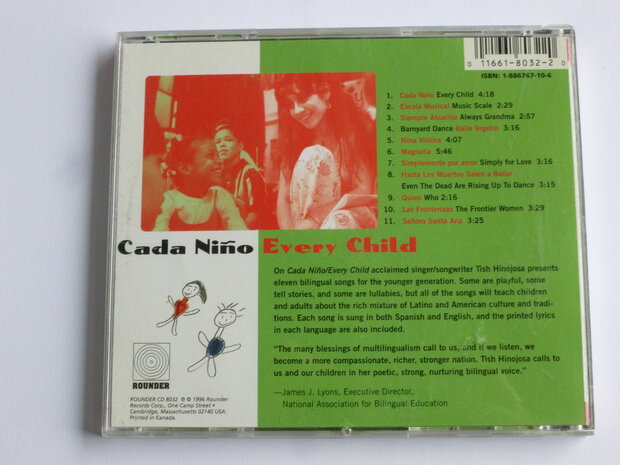 0 11661-8032-2 0
ISBN: 1-886767-10-6
1. Cada Niño Every Child 4:18
2. Escala Musical Music Scale 2:29
3. Siempre Abuelita Always Grandma 2:57
4. Barnyard Dance Baile Vegetal 3:16
5. Nina Violina 4:07
6. Magnolia 5:46
7. Simplemente por amor Simply for Love 3:16
8. Hasta Los Muertos Salen a Bailar
Even The Dead Are Rising Up To Dance 3:15
9. Quien Who 2:16
10. Las Fronterizas The Frontier Women 3:29
11. Señora Santa Ana 3:25
Cada Niño Every Child
On Cada Niño/Every Child acclaimed singer/songwriter Tish Hinojosa presents
eleven bilingual songs for the younger generation. Some are playful, some
tell stories, and some are lullabies, but all of the songs will teach children
and adults about the rich mixture of Latino and American culture and tradi-
tions. Each song is sung in both Spanish and English, and the printed lyrics
in each language are also included.
"The many blessings of multilingualism call to us, and if we listen, we
become a more compassionate, richer, stronger nation. Tish Hinojosa calls to
us and our children in her poetic, strong, nurturing bilingual voice."
—James J. Lyons, Executive Director,
National Association for Bilingual Education
ROUNDER
ROUNDER CD 8032 ℗ © 1996 Rounder
Records Corp., One Camp Street •
Cambridge, Massachusetts 02140 USA.
Printed in Canada.